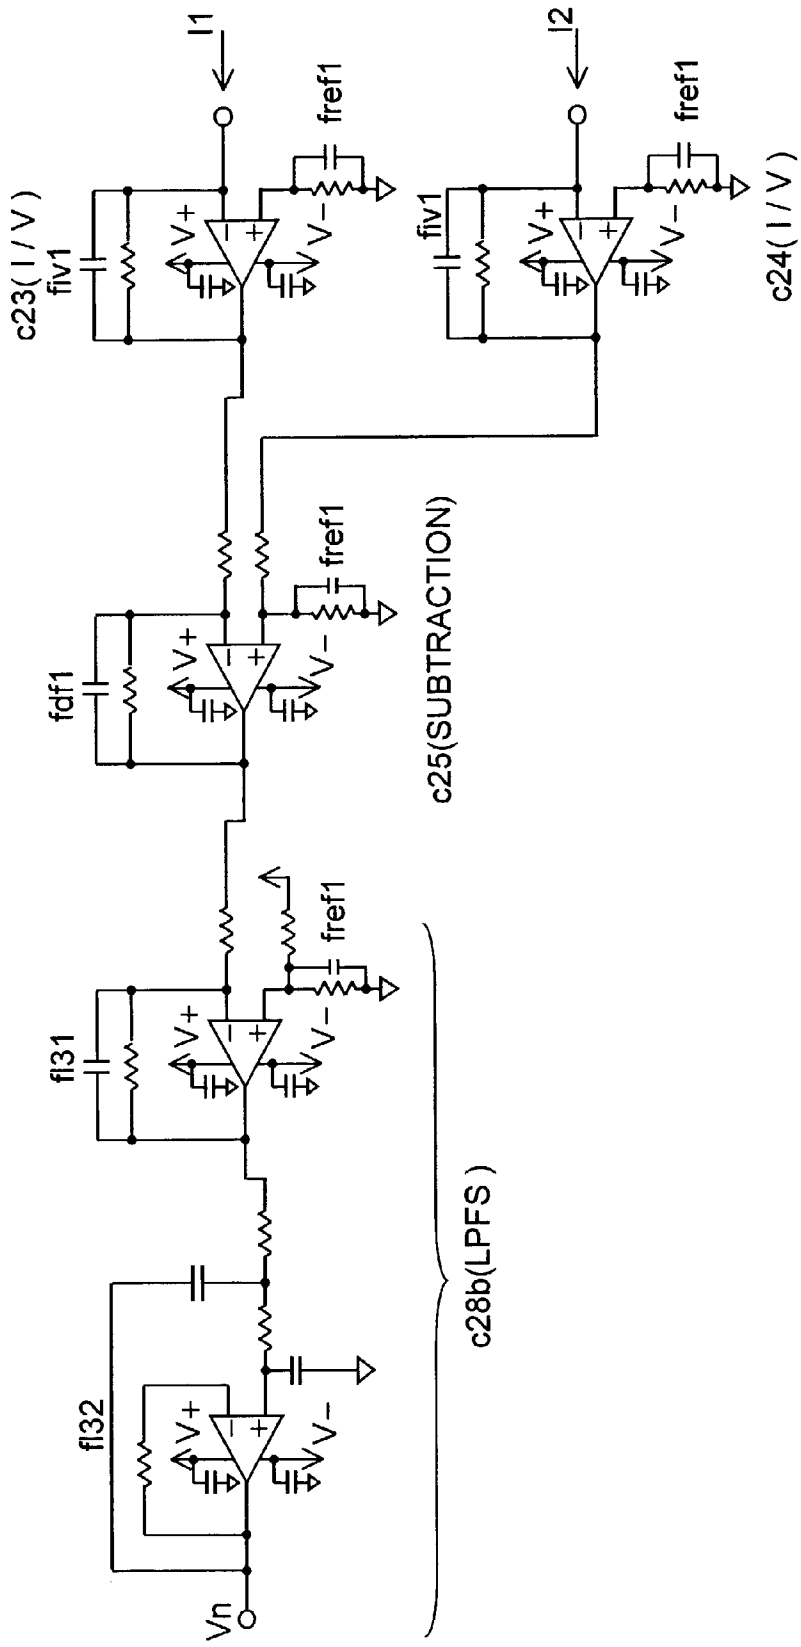 I1
c23( I / V )
fiv1
V+
V−
fref1
I2
fiv1
V+
V−
fref1
c24( I / V )
fdf1
V+
V−
fref1
c25(SUBTRACTION)
fl31
V+
V−
fref1
fl32
V+
V−
Vn
c28b(LPFS )
− +
− +
− +
− +
− +